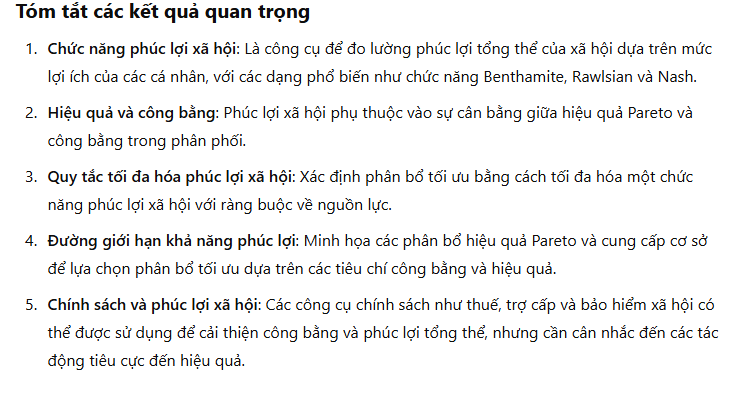 Tóm tắt các kết quả quan trọng
1. Chức năng phúc lợi xã hội: Là công cụ để đo lường phúc lợi tổng thể của xã hội dựa trên mức
lợi ích của các cá nhân, với các dạng phổ biến như chức năng Benthamite, Rawlsian và Nash.
2. Hiệu quả và công bằng: Phúc lợi xã hội phụ thuộc vào sự cân bằng giữa hiệu quả Pareto và
công bằng trong phân phối.
3. Quy tắc tối đa hóa phúc lợi xã hội: Xác định phân bổ tối ưu bằng cách tối đa hóa một chức
năng phúc lợi xã hội với ràng buộc về nguồn lực.
4. Đường giới hạn khả năng phúc lợi: Minh họa các phân bổ hiệu quả Pareto và cung cấp cơ sở
để lựa chọn phân bổ tối ưu dựa trên các tiêu chí công bằng và hiệu quả.
5. Chính sách và phúc lợi xã hội: Các công cụ chính sách như thuế, trợ cấp và bảo hiểm xã hội có
thể được sử dụng để cải thiện công bằng và phúc lợi tổng thể, nhưng cần cân nhắc đến các tác
động tiêu cực đến hiệu quả.